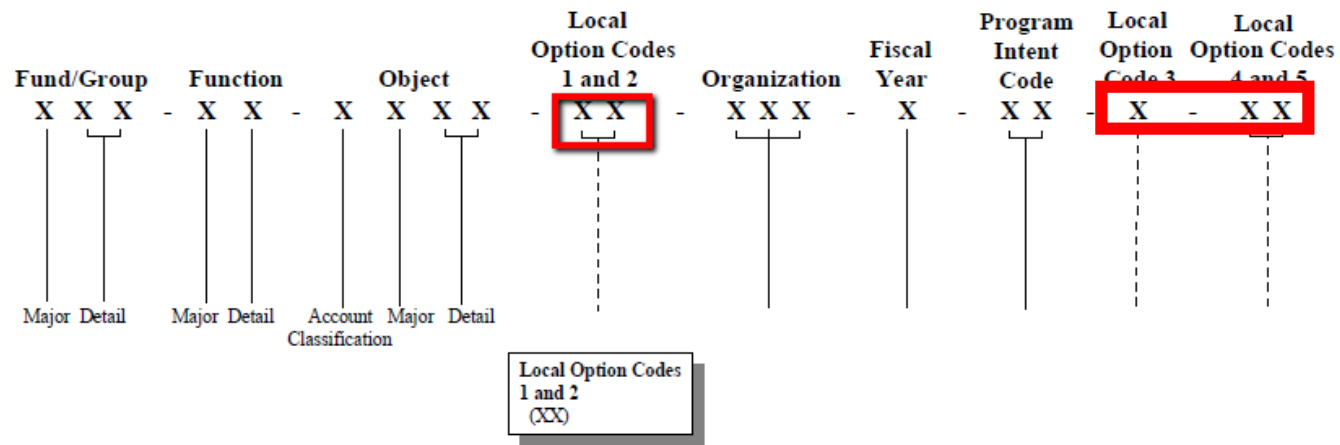 Local Program Local Local
Option Codes Fiscal Intent Option Option Codes
Fund/Group Function Object 1 and 2 Organization Year Code Code 3 4 and 5
X X X - X X - X X X X - X X - X X X - X - X X - X - X X
Major Detail Major Detail Account Major Detail
Classification
Local Option Codes
1 and 2
(XX)